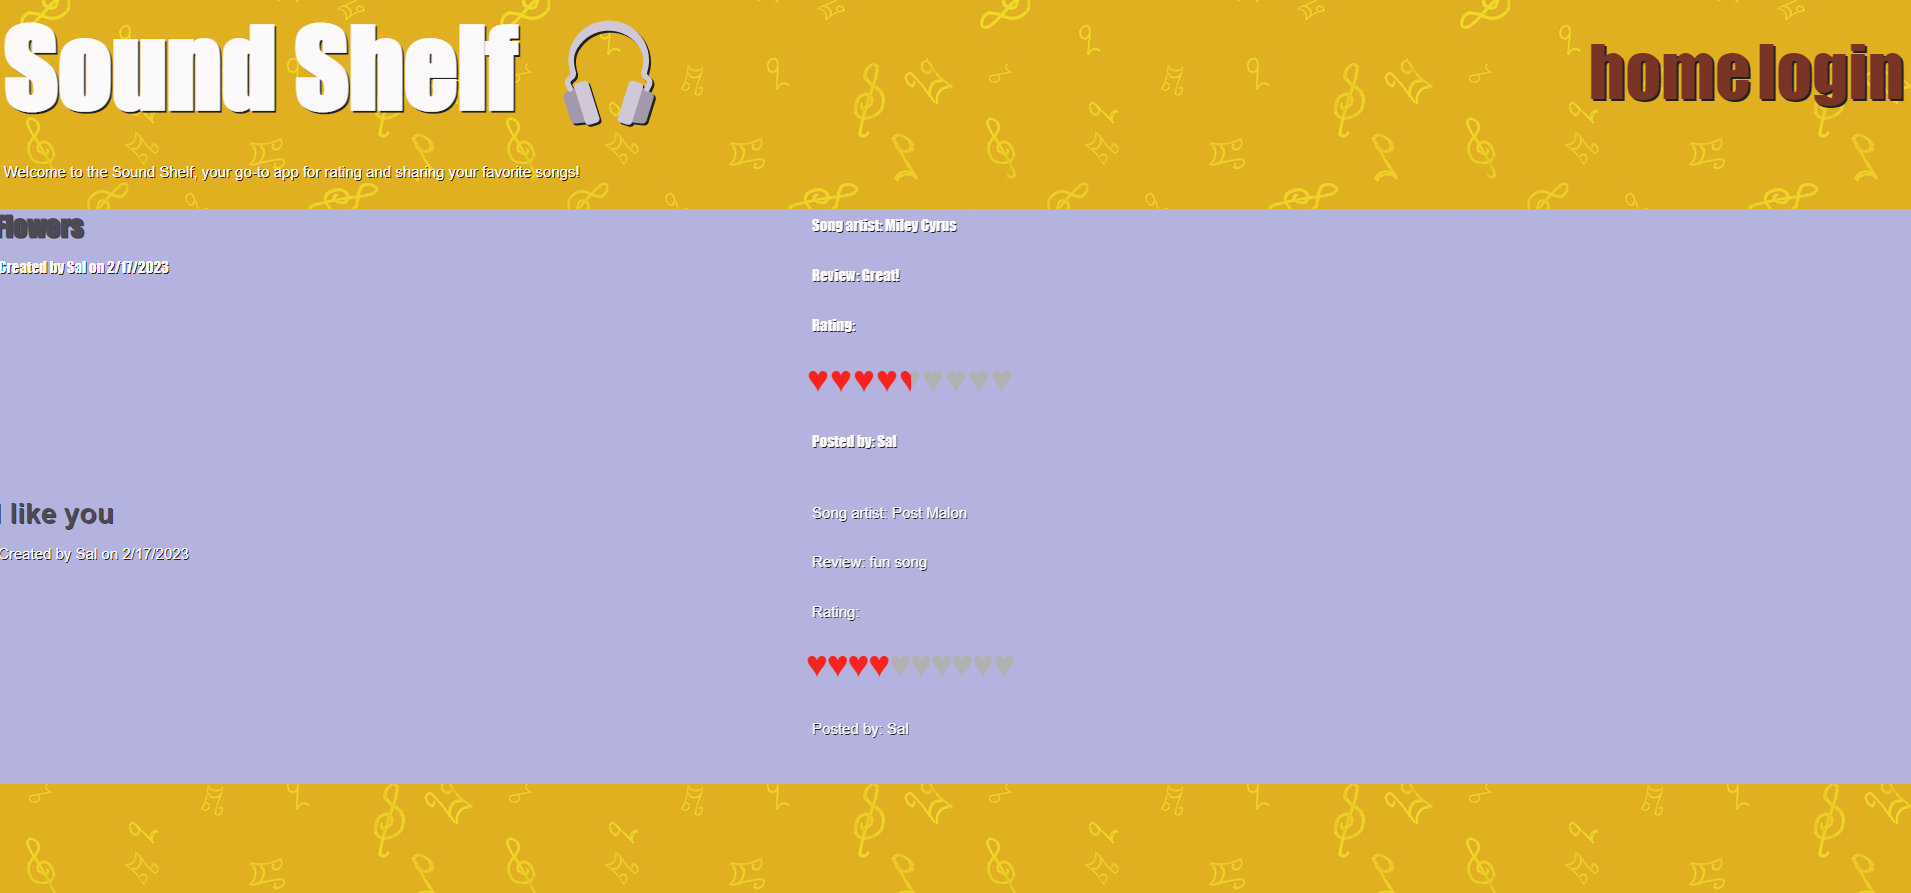 Sound Shelf
home login
Welcome to the Sound Shelf, your go-to app for rating and sharing your favorite songs!
Flowers
Created by Sal on 2/17/2023
Song artist: Miley Cyrus
Review: Great!
Rating:
Posted by: Sal
I like you
Created by Sal on 2/17/2023
Song artist: Post Malon
Review: fun song
Rating:
Posted by: Sal